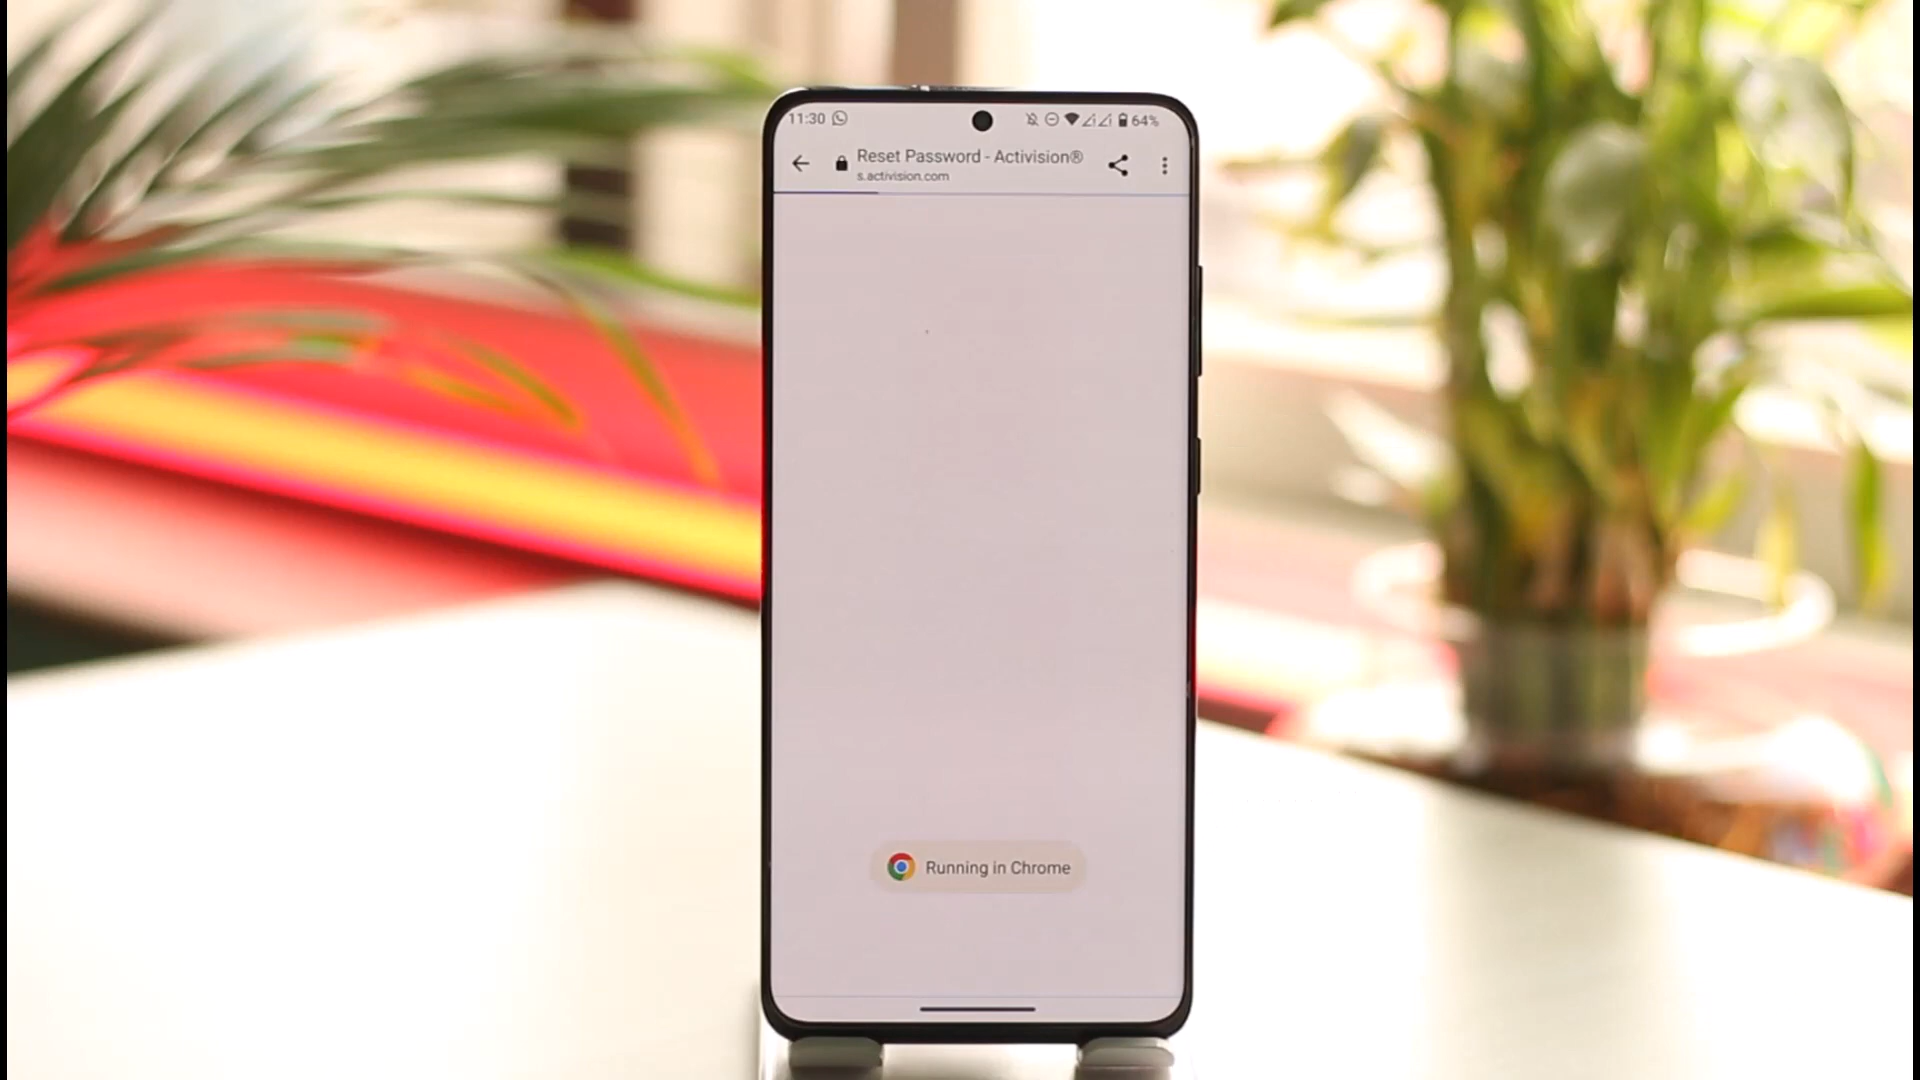 11:30
64%
Reset Password - Activision®
s.activision.com
Running in Chrome